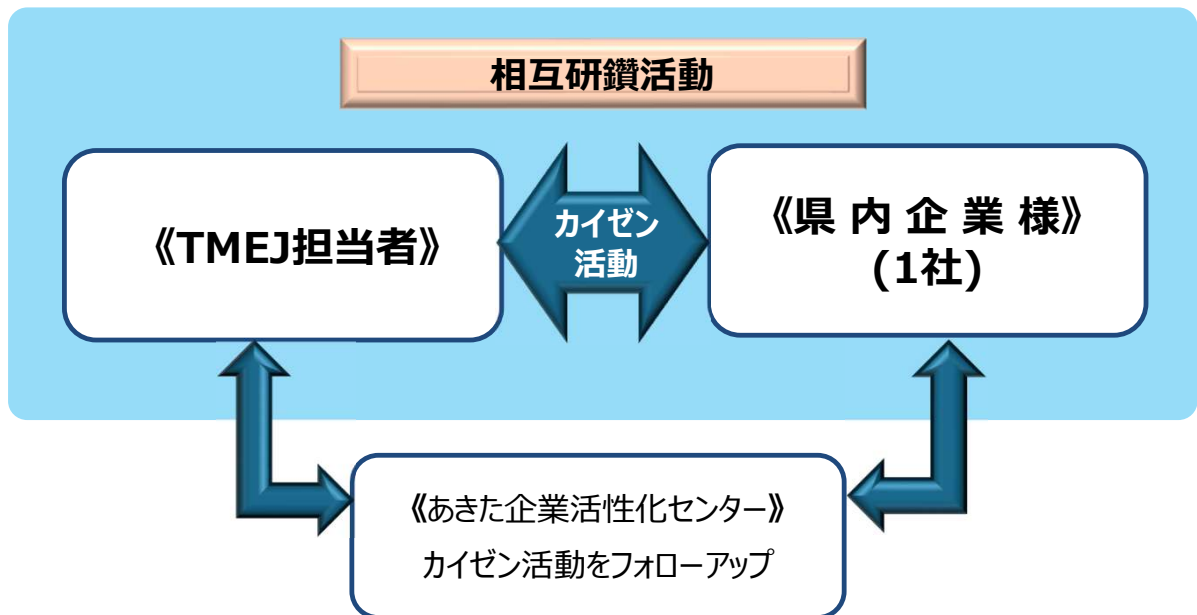 相互研鑽活動
《TMEJ担当者》
カイゼン
活動
《県 内 企 業 様》
(1社)
《あきた企業活性化センター》
カイゼン活動をフォローアップ